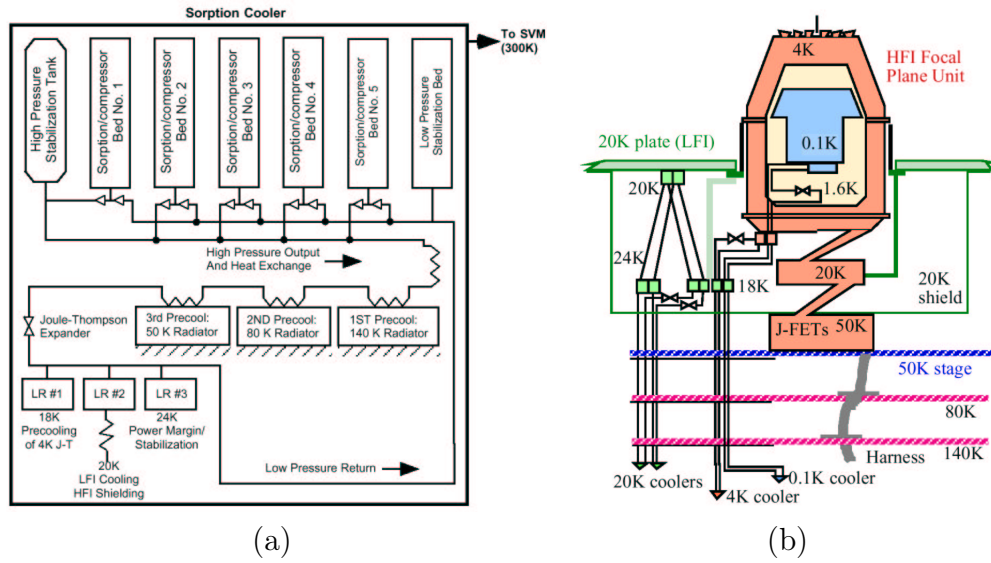 Sorption Cooler
To SVM
(300K)
High Pressure
Stabilization Tank
Sorption/compressor
Bed No. 1
Sorption/compressor
Bed No. 2
Sorption/compressor
Bed No. 3
Sorption/compressor
Bed No. 4
Sorption/compressor
Bed No. 5
Low Pressure
Stabilization Bed
High Pressure Output
And Heat Exchange
Joule-Thompson
Expander
3rd Precool:
50 K Radiator
2ND Precool:
80 K Radiator
1ST Precool:
140 K Radiator
LR #1
LR #2
LR #3
18K
Precooling
of 4K J-T
24K
Power Margin/
Stabilization
20K
LFI Cooling
HFI Shielding
Low Pressure Return
(a)
4K
HFI Focal
Plane Unit
0.1K
20K plate (LFI)
20K
1.6K
24K
18K
20K
20K
shield
J-FETs
50K
50K stage
80K
140K
Harness
20K coolers
0.1K cooler
4K cooler
(b)